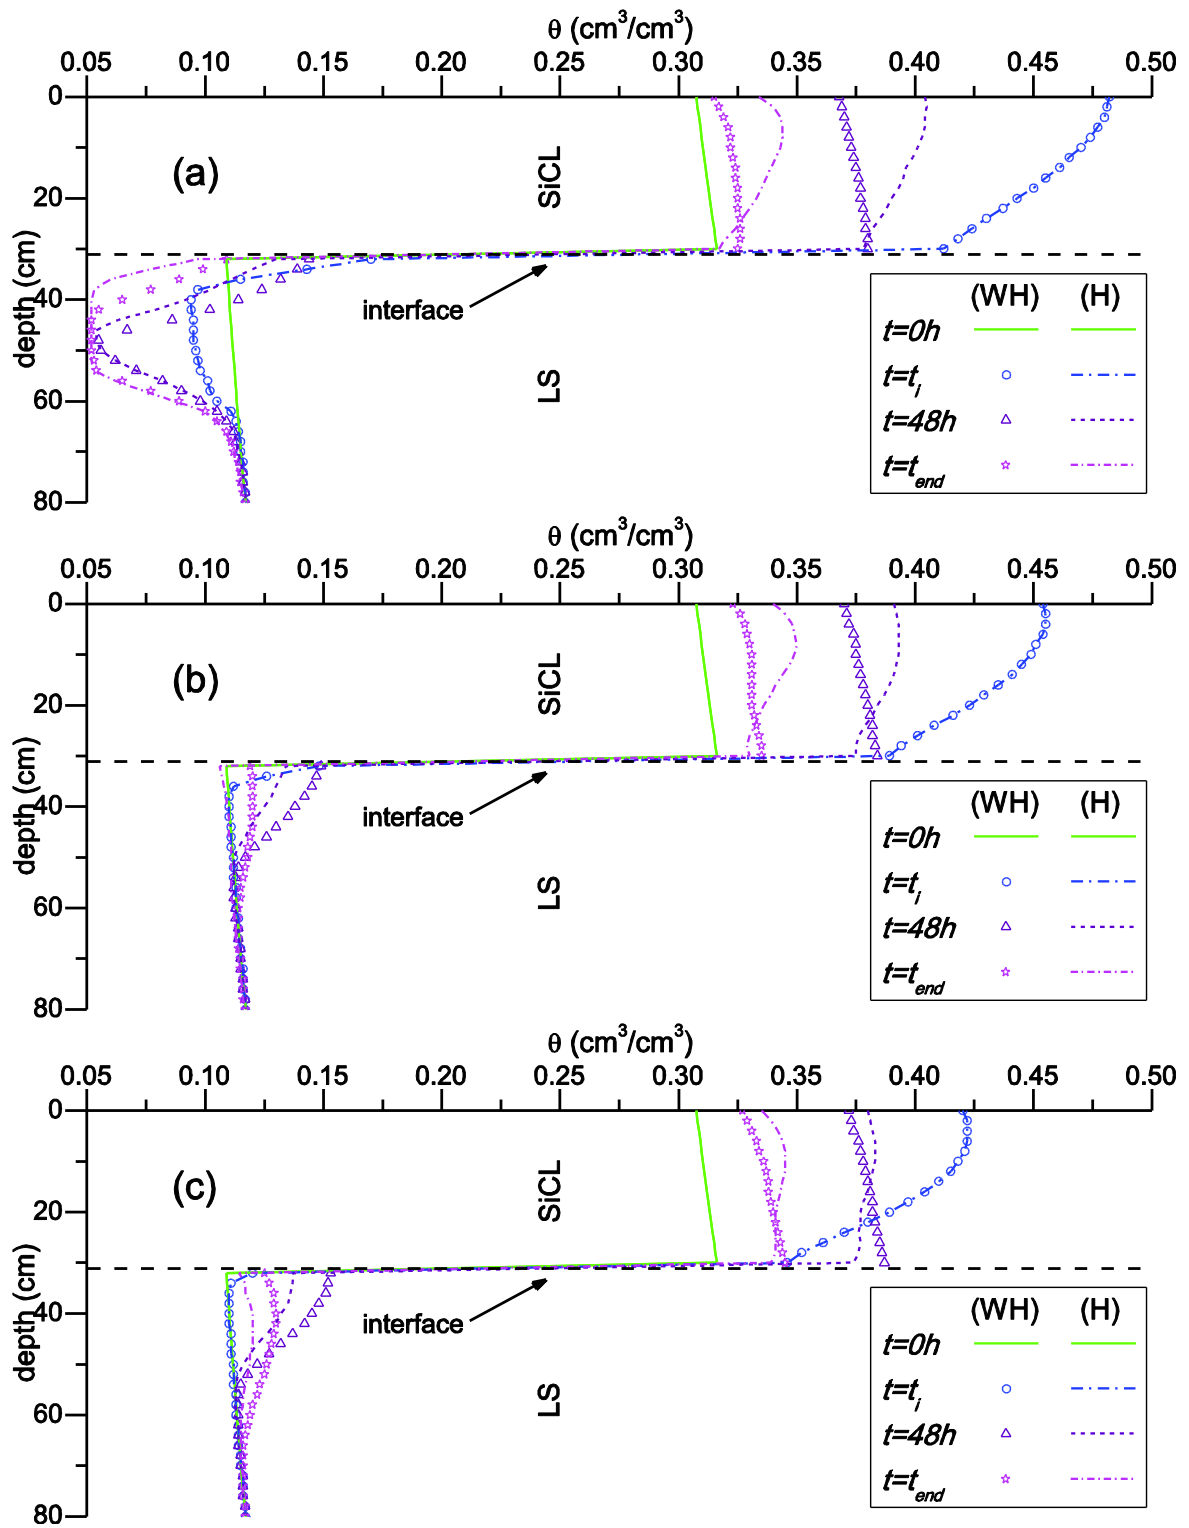 θ (cm³/cm³)
0.05 0.10 0.15 0.20 0.25 0.30 0.35 0.40 0.45 0.50
0
20
40
60
80
depth (cm)
(a)
SiCL
interface
LS
(WH) (H)
t=0h
t=tᵢ
t=48h
t=t_end
θ (cm³/cm³)
0.05 0.10 0.15 0.20 0.25 0.30 0.35 0.40 0.45 0.50
0
20
40
60
80
depth (cm)
(b)
SiCL
interface
LS
(WH) (H)
t=0h
t=tᵢ
t=48h
t=t_end
θ (cm³/cm³)
0.05 0.10 0.15 0.20 0.25 0.30 0.35 0.40 0.45 0.50
0
20
40
60
80
depth (cm)
(c)
SiCL
interface
LS
(WH) (H)
t=0h
t=tᵢ
t=48h
t=t_end